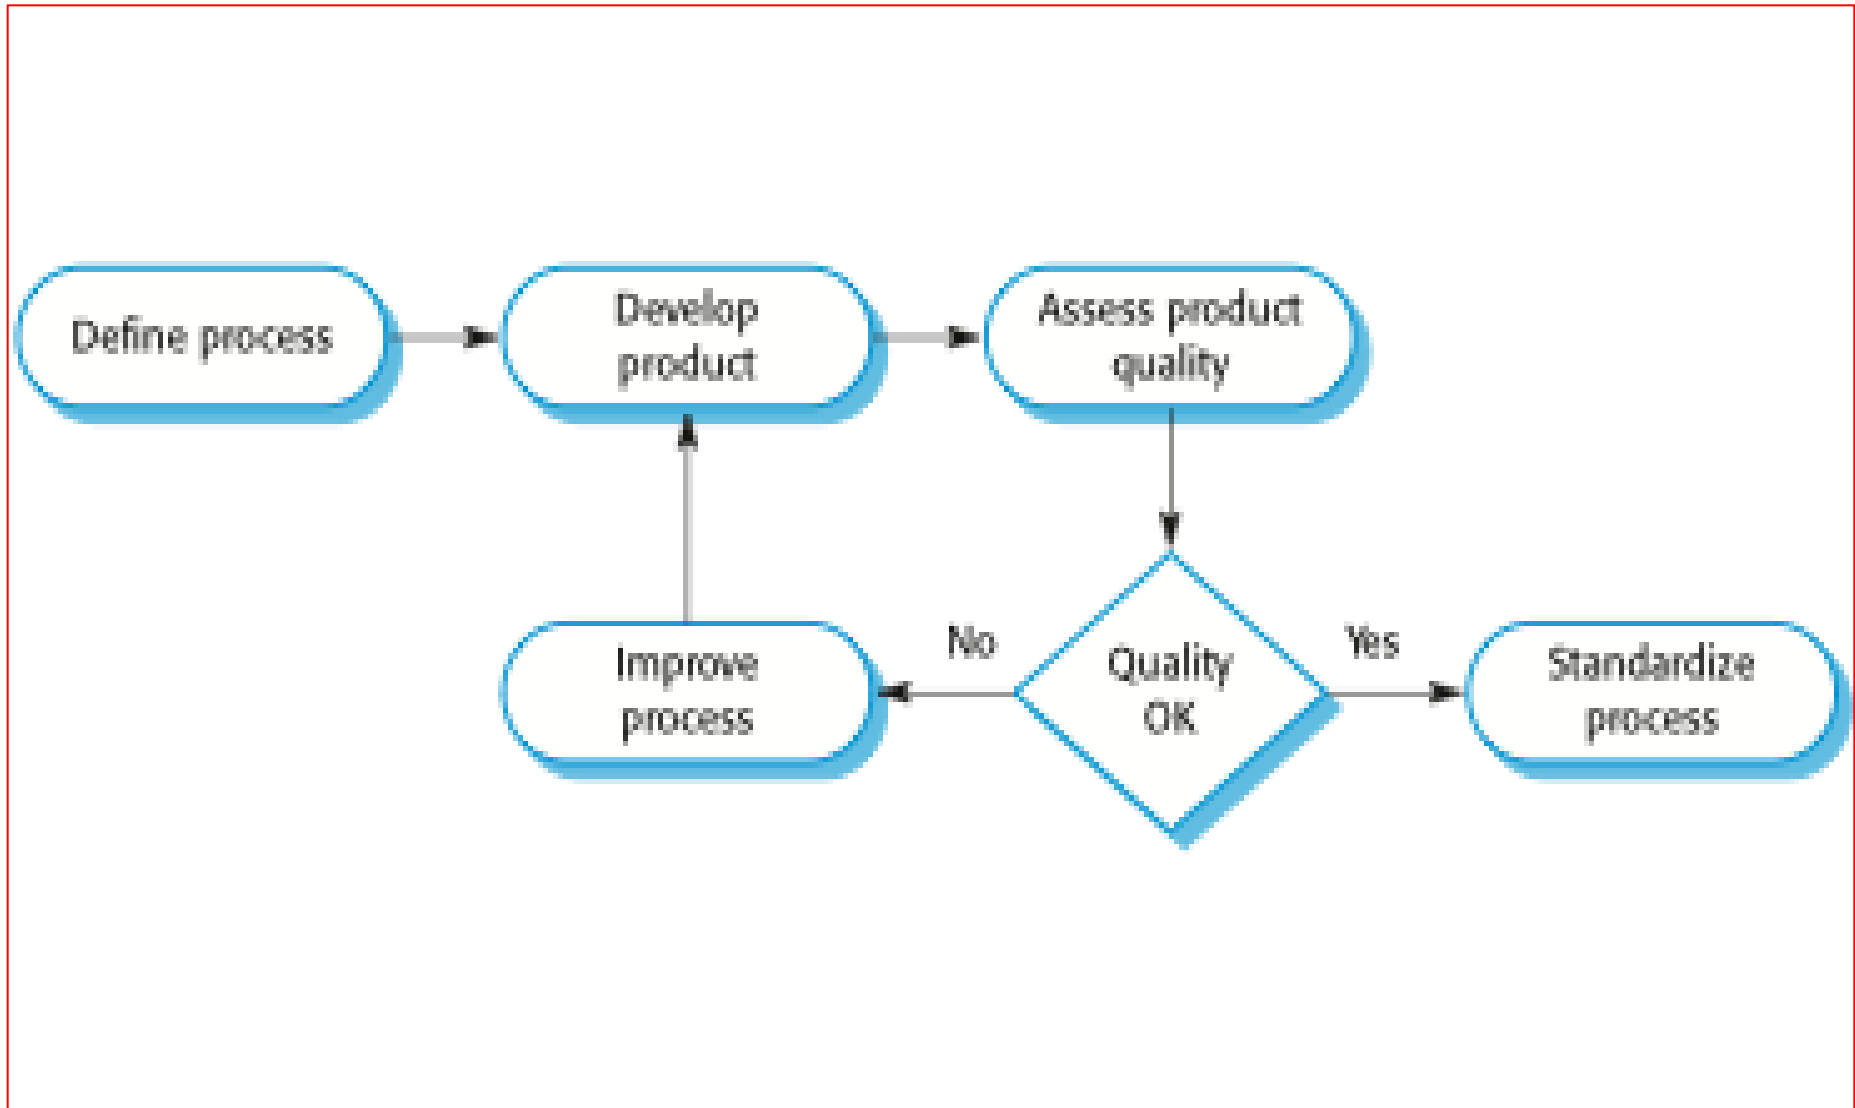 Define process
Develop
product
Assess product
quality
Improve
process
No
Quality
OK
Yes
Standardize
process